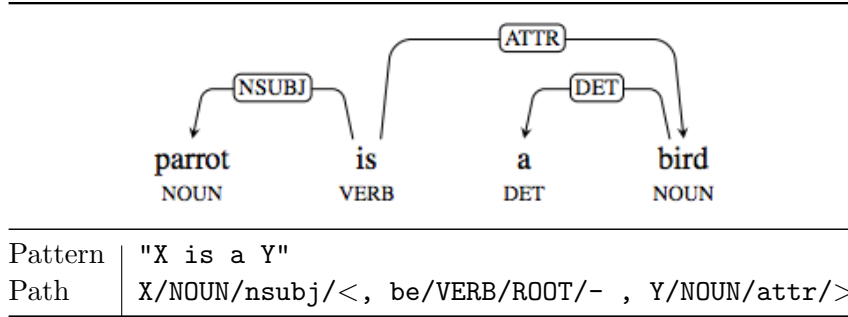 ATTR
NSUBJ DET
parrot is a bird
NOUN VERB DET NOUN
Pattern "X is a Y"
Path X/NOUN/nsubj/<, be/VERB/ROOT/- , Y/NOUN/attr/>